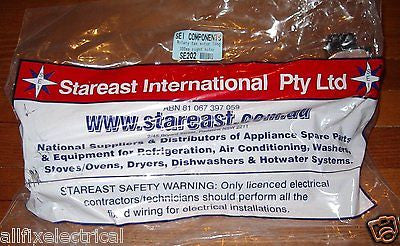 SEI COMPONENTS
SE202
Stareast International Pty Ltd
ABN 81 067 397 059
www.stareast.com.au
National Suppliers & Distributors of Appliance Spare Parts
& Equipment for Refrigeration, Air Conditioning, Washers,
Stoves/Ovens, Dryers, Dishwashers & Hotwater Systems.
STAREAST SAFETY WARNING: Only licenced electrical
contractors/technicians should perform all the
fixed wiring for electrical installations.
© allfixelectrical
ebay